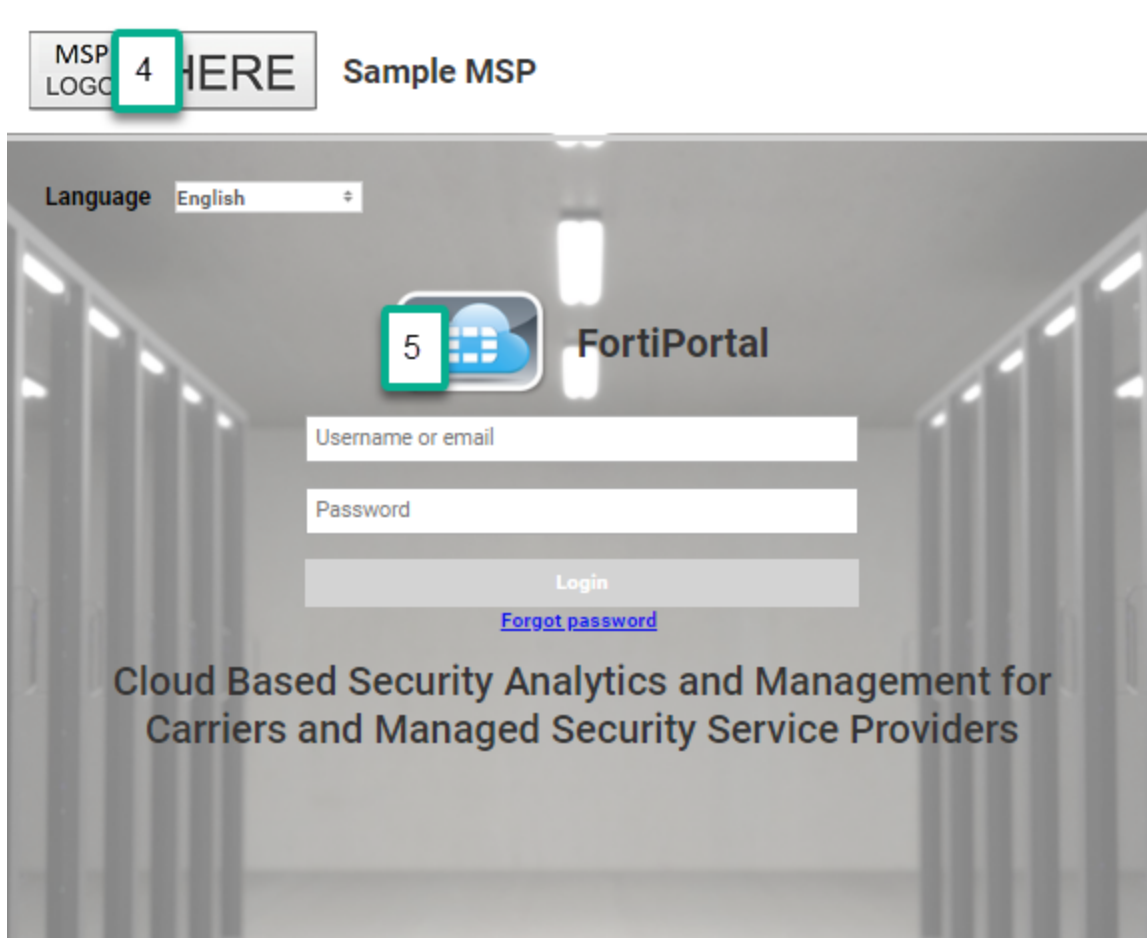 MSP
LOGO 4 HERE Sample MSP
Language English
5 FortiPortal
Username or email
Password
Login
Forgot password
Cloud Based Security Analytics and Management for
Carriers and Managed Security Service Providers